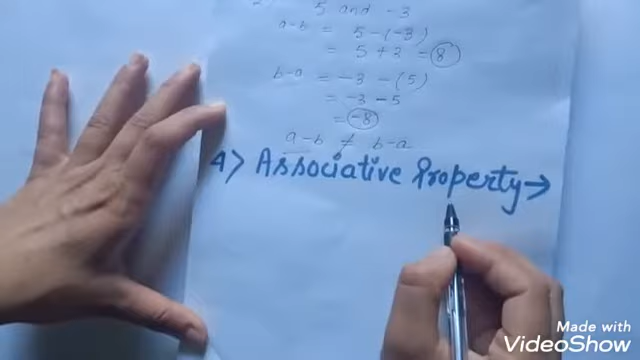 5 and -3
a-b = 5-(-3)
= 5+3 = 8
b-a = -3 -(5)
= -3 -5
= -8
a-b ≠ b-a
4> Associative Property→
Made with
VideoShow